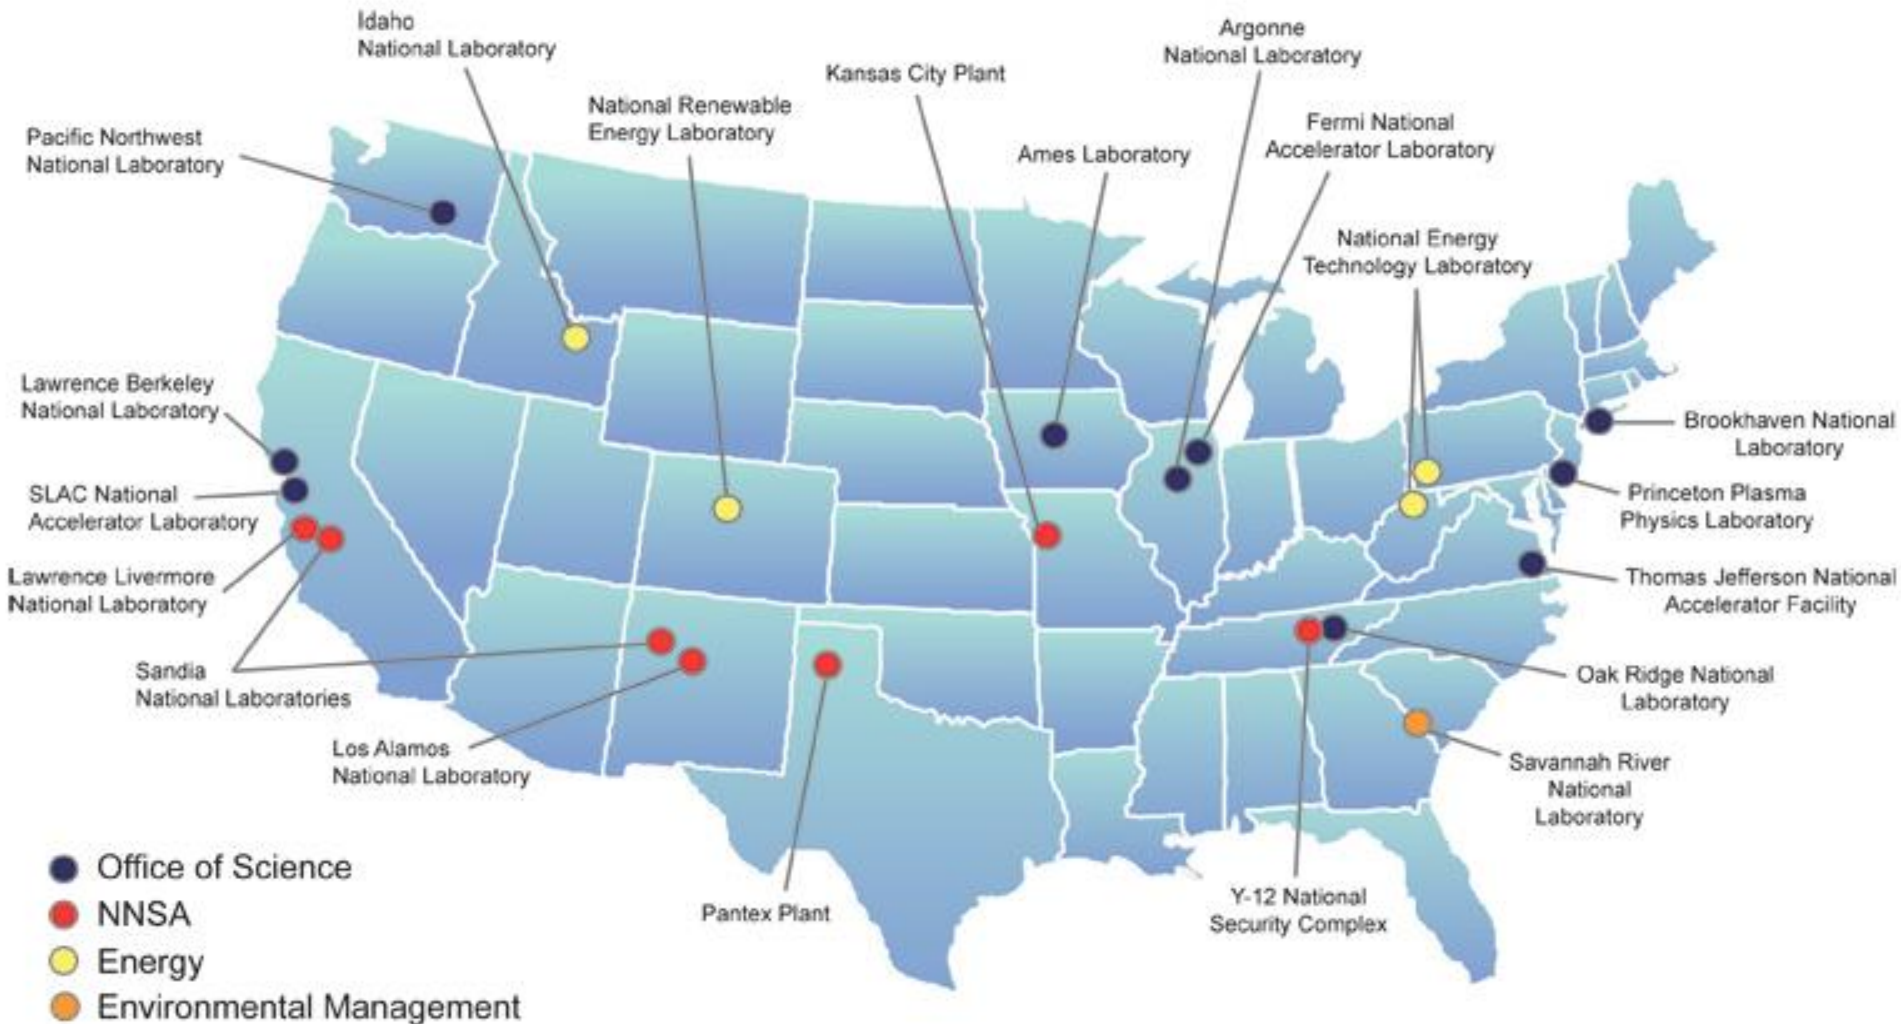 Idaho
National Laboratory
Argonne
National Laboratory
Kansas City Plant
National Renewable
Energy Laboratory
Fermi National
Accelerator Laboratory
Pacific Northwest
National Laboratory
Ames Laboratory
National Energy
Technology Laboratory
Lawrence Berkeley
National Laboratory
Brookhaven National
Laboratory
SLAC National
Accelerator Laboratory
Princeton Plasma
Physics Laboratory
Lawrence Livermore
National Laboratory
Thomas Jefferson National
Accelerator Facility
Sandia
National Laboratories
Oak Ridge National
Laboratory
Los Alamos
National Laboratory
Savannah River
National
Laboratory
Pantex Plant
Y-12 National
Security Complex
Office of Science
NNSA
Energy
Environmental Management